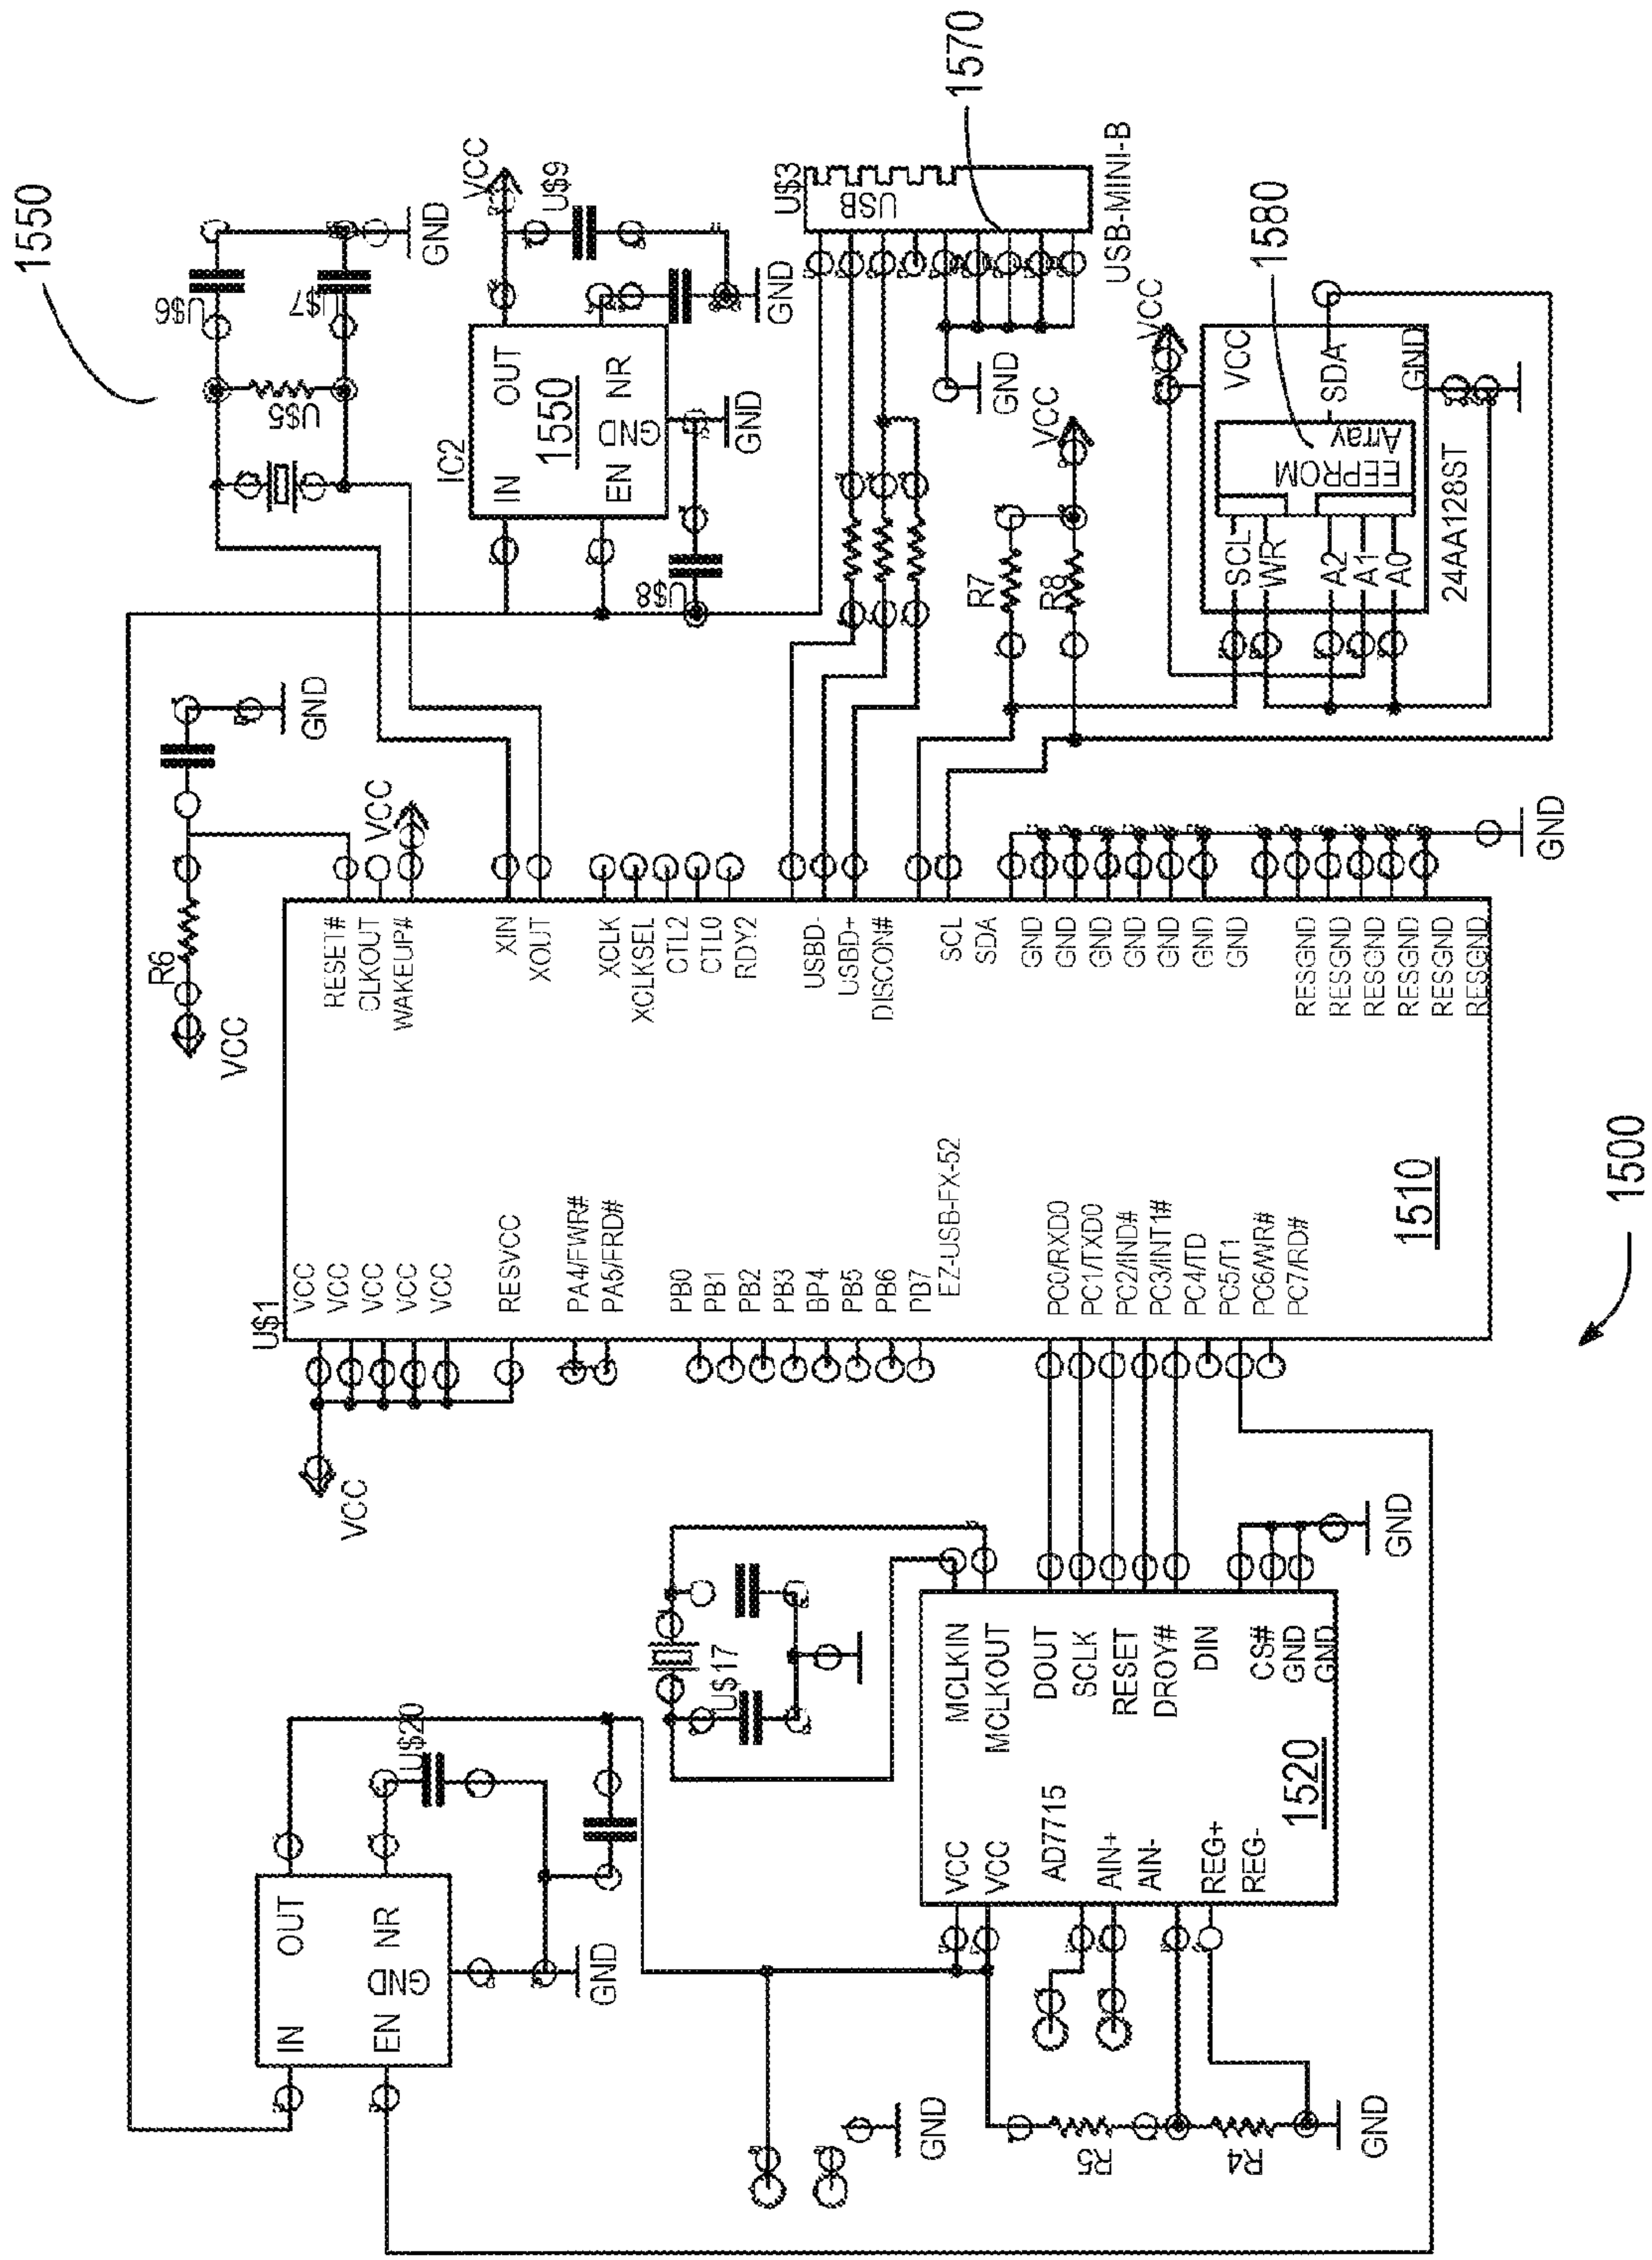 1550
U$6
U$7
GND
U$5
VCC
U$9
IC2
IN
OUT
1550
EN
GND
NR
GND
GND
U$8
U$3
USB
USB-MINI-B
1570
GND
VCC
R7
R8
VCC
1580
VCC
SDA
GND
EEPROM
Array
SCL
WR
A2
A1
A0
24AA128ST
R6
VCC
GND
VCC
RESET#
CLKOUT
WAKEUP#
XIN
XOUT
XCLK
XCLKSEL
CTL2
CTL0
RDY2
USBD-
USBD+
DISCON#
SCL
SDA
GND
GND
GND
GND
GND
GND
GND
RESGND
RESGND
RESGND
RESGND
RESGND
RESGND
GND
U$1
VCC
VCC
VCC
VCC
VCC
RESVCC
PA4/FWR#
PA5/FRD#
PB0
PB1
PB2
PB3
BP4
PB5
PB6
PB7
EZ-USB-FX-52
PC0/RXD0
PC1/TXD0
PC2/IND#
PC3/INT1#
PC4/TD
PC5/T1
PC6/WR#
PC7/RD#
1510
1500
VCC
U$20
IN
OUT
EN
GND
NR
GND
U$17
MCLKIN
MCLKOUT
DOUT
SCLK
RESET
DROY#
DIN
CS#
GND
GND
GND
VCC
VCC
AD7715
AIN+
AIN-
REG+
REG-
1520
GND
R5
R4
GND